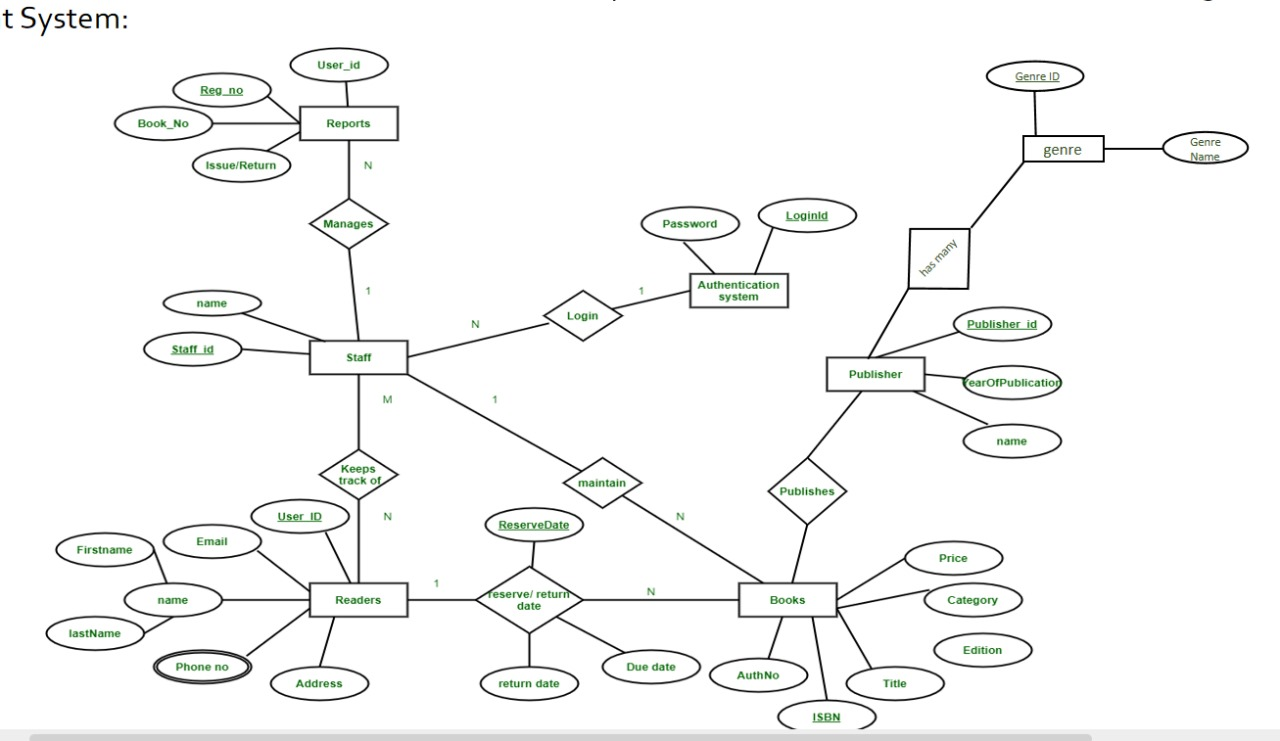 t System:
User_id
Genre ID
Reg_no
Book_No
Reports
Issue/Return
N
genre
Genre
Name
Manages
Password
LoginId
has many
1
1
Authentication
system
name
Login
N
Publisher_id
Staff_id
Staff
Publisher
YearOfPublication
M
1
name
Keeps
track of
maintain
Publishes
User_ID
N
N
ReserveDate
Firstname
Email
Price
1
N
name
Readers
reserve/ return
date
Books
Category
lastName
Edition
Phone no
Address
return date
Due date
AuthNo
Title
ISBN